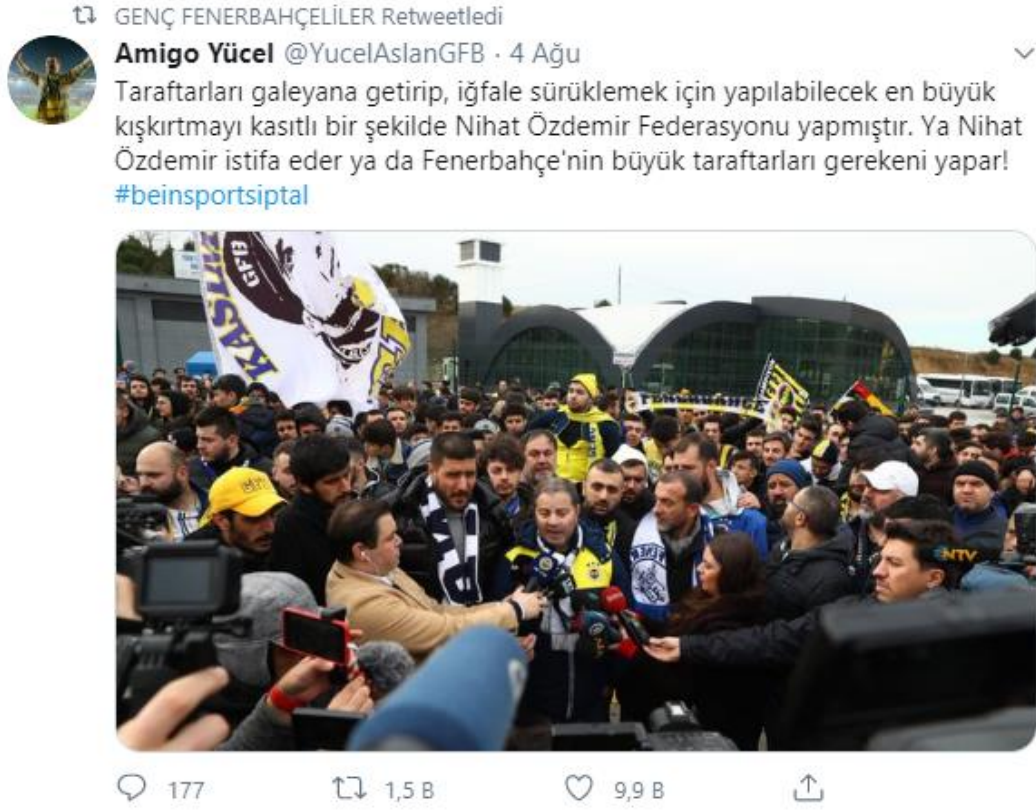 GENÇ FENERBAHÇELİLER Retweetledi
Amigo Yücel @YucelAslanGFB · 4 Ağu
Taraftarları galeyana getirip, iğfale sürüklemek için yapılabilecek en büyük
kışkırtmayı kasıtlı bir şekilde Nihat Özdemir Federasyonu yapmıştır. Ya Nihat
Özdemir istifa eder ya da Fenerbahçe'nin büyük taraftarları gerekeni yapar!
#beinsportsiptal
GFB
FENER
NTV
177 1,5 B 9,9 B